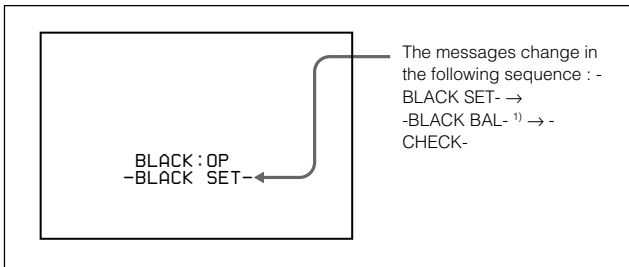 BLACK:OP
-BLACK SET-
The messages change in
the following sequence : -
BLACK SET- →
-BLACK BAL- 1) → -
CHECK-